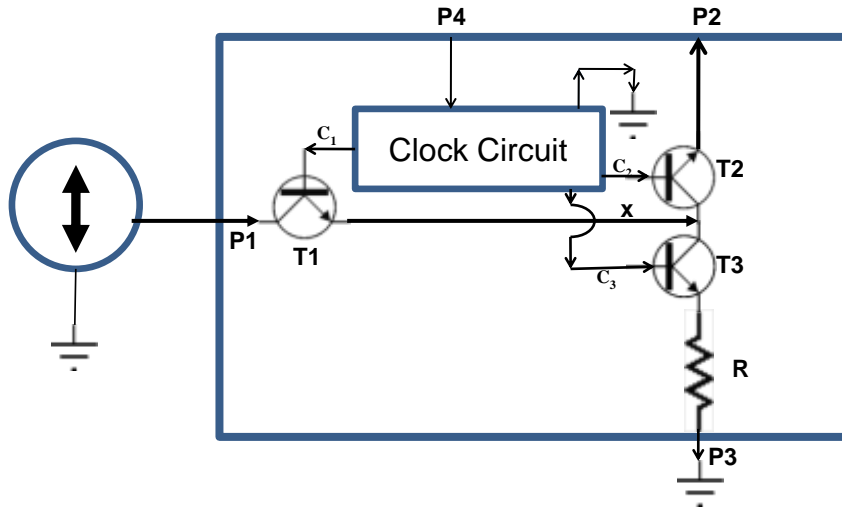 P4
P2
C₁
Clock Circuit
C₂
T2
P1
T1
x
T3
C₃
R
P3